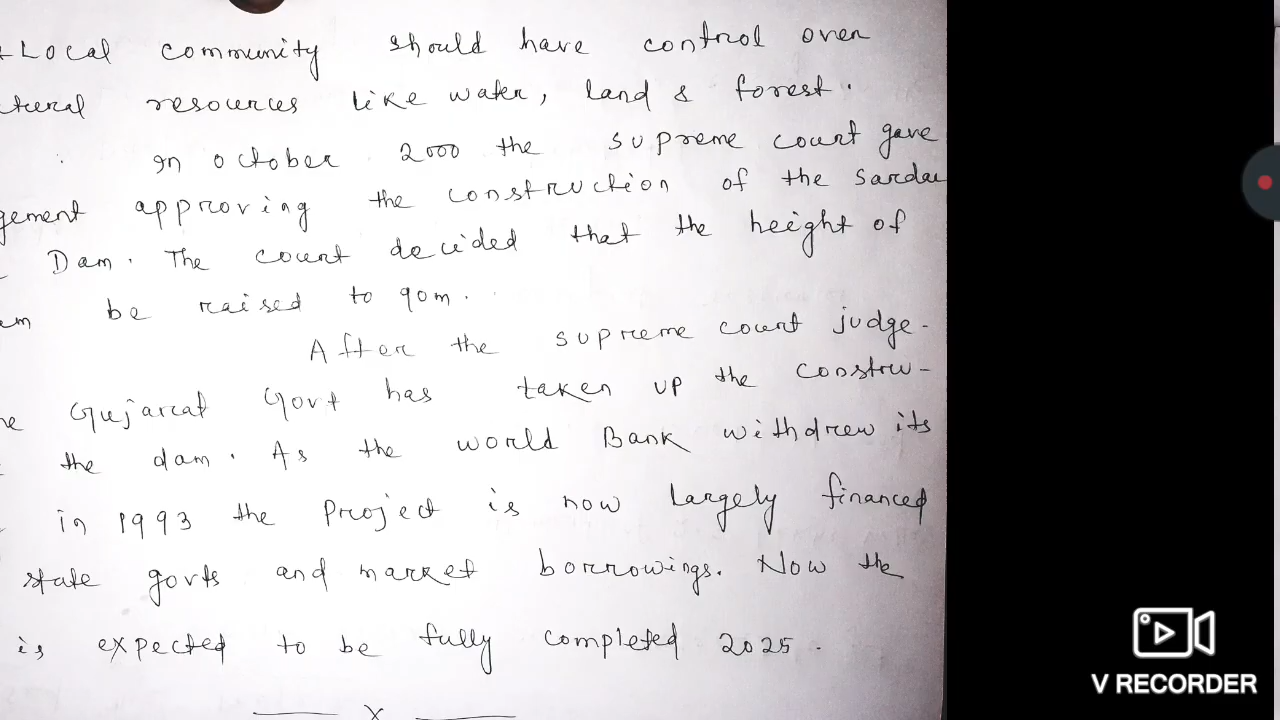 Local community should have control over
tural resources like water, land & forest.
In october 2000 the supreme court gave
gement approving the construction of the Sardar
Dam. The court decided that the height of
am be raised to 90m.
After the supreme court judge-
he Gujarat Govt has taken up the constru-
the dam. As the world Bank withdrew its
in 1993 the project is now largely financed
state govts and market borrowings. Now the
is expected to be fully completed 2025.
x
V RECORDER